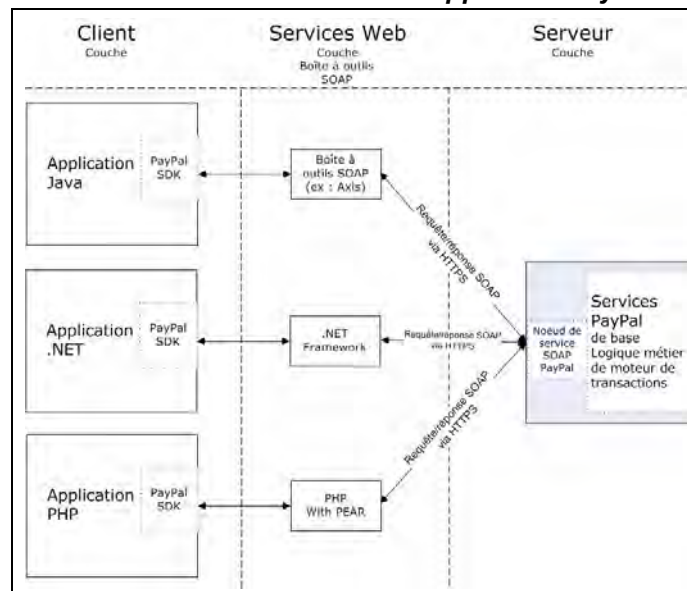 Client
Couche
Services Web
Couche
Boîte à outils
SOAP
Serveur
Couche
Application
Java
PayPal
SDK
Boîte à
outils SOAP
(ex : Axis)
Requête/réponse SOAP
via HTTPS
Application
.NET
PayPal
SDK
.NET
Framework
Requête/réponse SOAP
via HTTPS
Noeud de
service
SOAP
PayPal
Services
PayPal
de base
Logique métier
de moteur de
transactions
Requête/réponse SOAP
via HTTPS
Application
PHP
PayPal
SDK
PHP
With PEAR